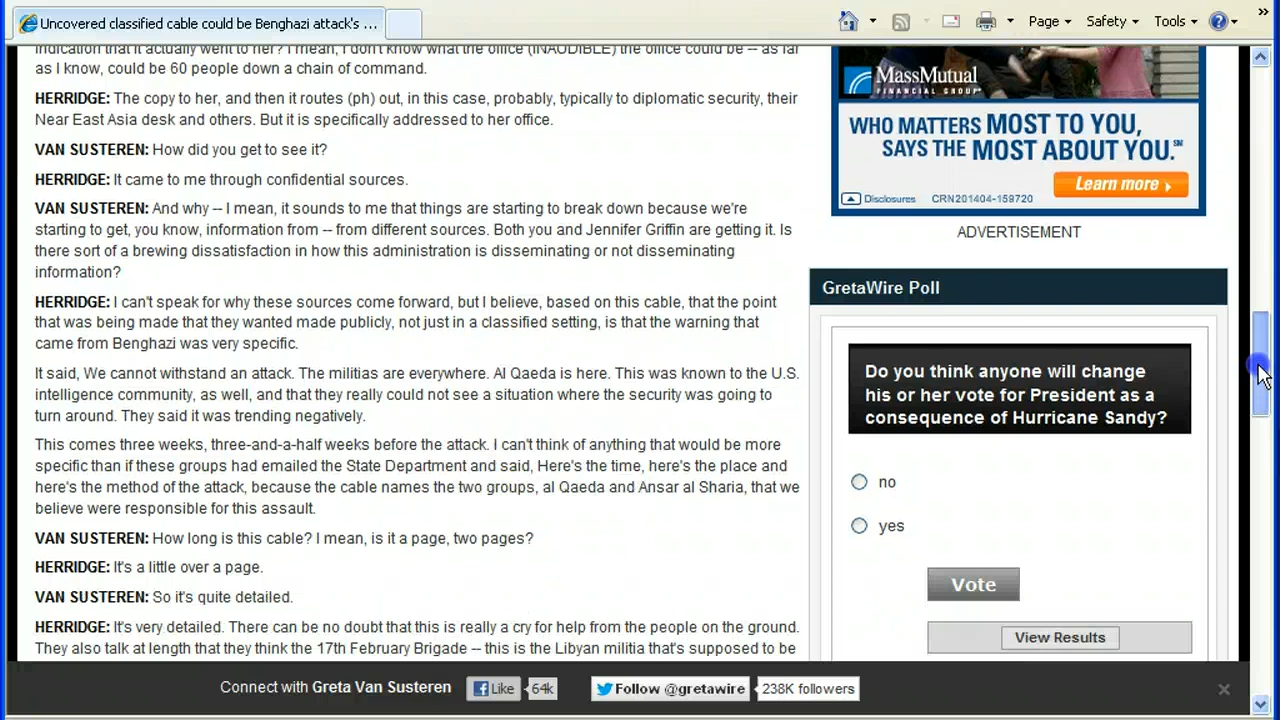 Uncovered classified cable could be Benghazi attack's ...
Page
Safety
Tools
indication that it actually went to her? I mean, I don't know what the office (INAUDIBLE) the office could be -- as far
as I know, could be 60 people down a chain of command.
HERRIDGE: The copy to her, and then it routes (ph) out, in this case, probably, typically to diplomatic security, their
Near East Asia desk and others. But it is specifically addressed to her office.
VAN SUSTEREN: How did you get to see it?
HERRIDGE: It came to me through confidential sources.
VAN SUSTEREN: And why -- I mean, it sounds to me that things are starting to break down because we're
starting to get, you know, information from -- from different sources. Both you and Jennifer Griffin are getting it. Is
there sort of a brewing dissatisfaction in how this administration is disseminating or not disseminating
information?
HERRIDGE: I can't speak for why these sources come forward, but I believe, based on this cable, that the point
that was being made that they wanted made publicly, not just in a classified setting, is that the warning that
came from Benghazi was very specific.
It said, We cannot withstand an attack. The militias are everywhere. Al Qaeda is here. This was known to the U.S.
intelligence community, as well, and that they really could not see a situation where the security was going to
turn around. They said it was trending negatively.
This comes three weeks, three-and-a-half weeks before the attack. I can't think of anything that would be more
specific than if these groups had emailed the State Department and said, Here's the time, here's the place and
here's the method of the attack, because the cable names the two groups, al Qaeda and Ansar al Sharia, that we
believe were responsible for this assault.
VAN SUSTEREN: How long is this cable? I mean, is it a page, two pages?
HERRIDGE: It's a little over a page.
VAN SUSTEREN: So it's quite detailed.
HERRIDGE: It's very detailed. There can be no doubt that this is really a cry for help from the people on the ground.
They also talk at length that they think the 17th February Brigade -- this is the Libyan militia that's supposed to be
MassMutual
FINANCIAL GROUP
WHO MATTERS MOST TO YOU,
SAYS THE MOST ABOUT YOU.℠
Learn more
Disclosures CRN201404-159720
ADVERTISEMENT
GretaWire Poll
Do you think anyone will change
his or her vote for President as a
consequence of Hurricane Sandy?
no
yes
Vote
View Results
Connect with Greta Van Susteren
Like 64k
Follow @gretawire 238K followers